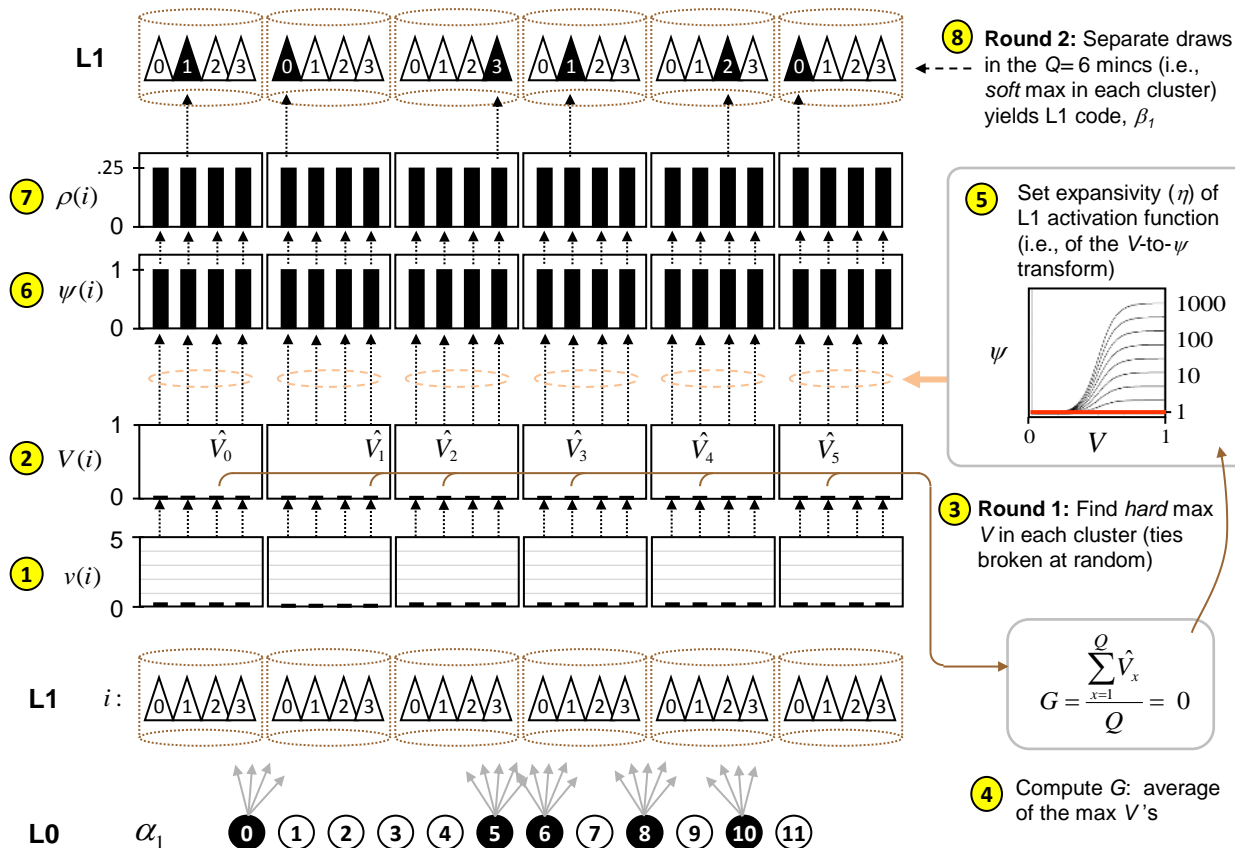 L1
0 1 2 3 0 1 2 3 0 1 2 3 0 1 2 3 0 1 2 3 0 1 2 3
8 Round 2: Separate draws
in the Q= 6 mincs (i.e.,
soft max in each cluster)
yields L1 code, β₁
7 ρ(i)
.25
0
6 ψ(i)
1
0
5 Set expansivity (η) of
L1 activation function
(i.e., of the V-to-ψ
transform)
ψ
1000
100
10
1
0 V 1
2 V(i)
1
0
V̂₀ V̂₁ V̂₂ V̂₃ V̂₄ V̂₅
3 Round 1: Find hard max
V in each cluster (ties
broken at random)
1 v(i)
5
0
G = ∑_{x=1}^{Q} V̂ₓ / Q = 0
L1 i :
0 1 2 3 0 1 2 3 0 1 2 3 0 1 2 3 0 1 2 3 0 1 2 3
4 Compute G: average
of the max V 's
L0 α₁ 0 1 2 3 4 5 6 7 8 9 10 11